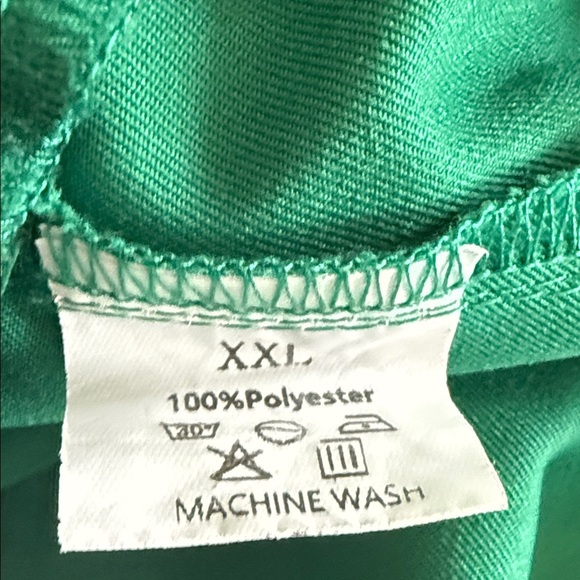 XXL
100%Polyester
30°
MACHINE WASH